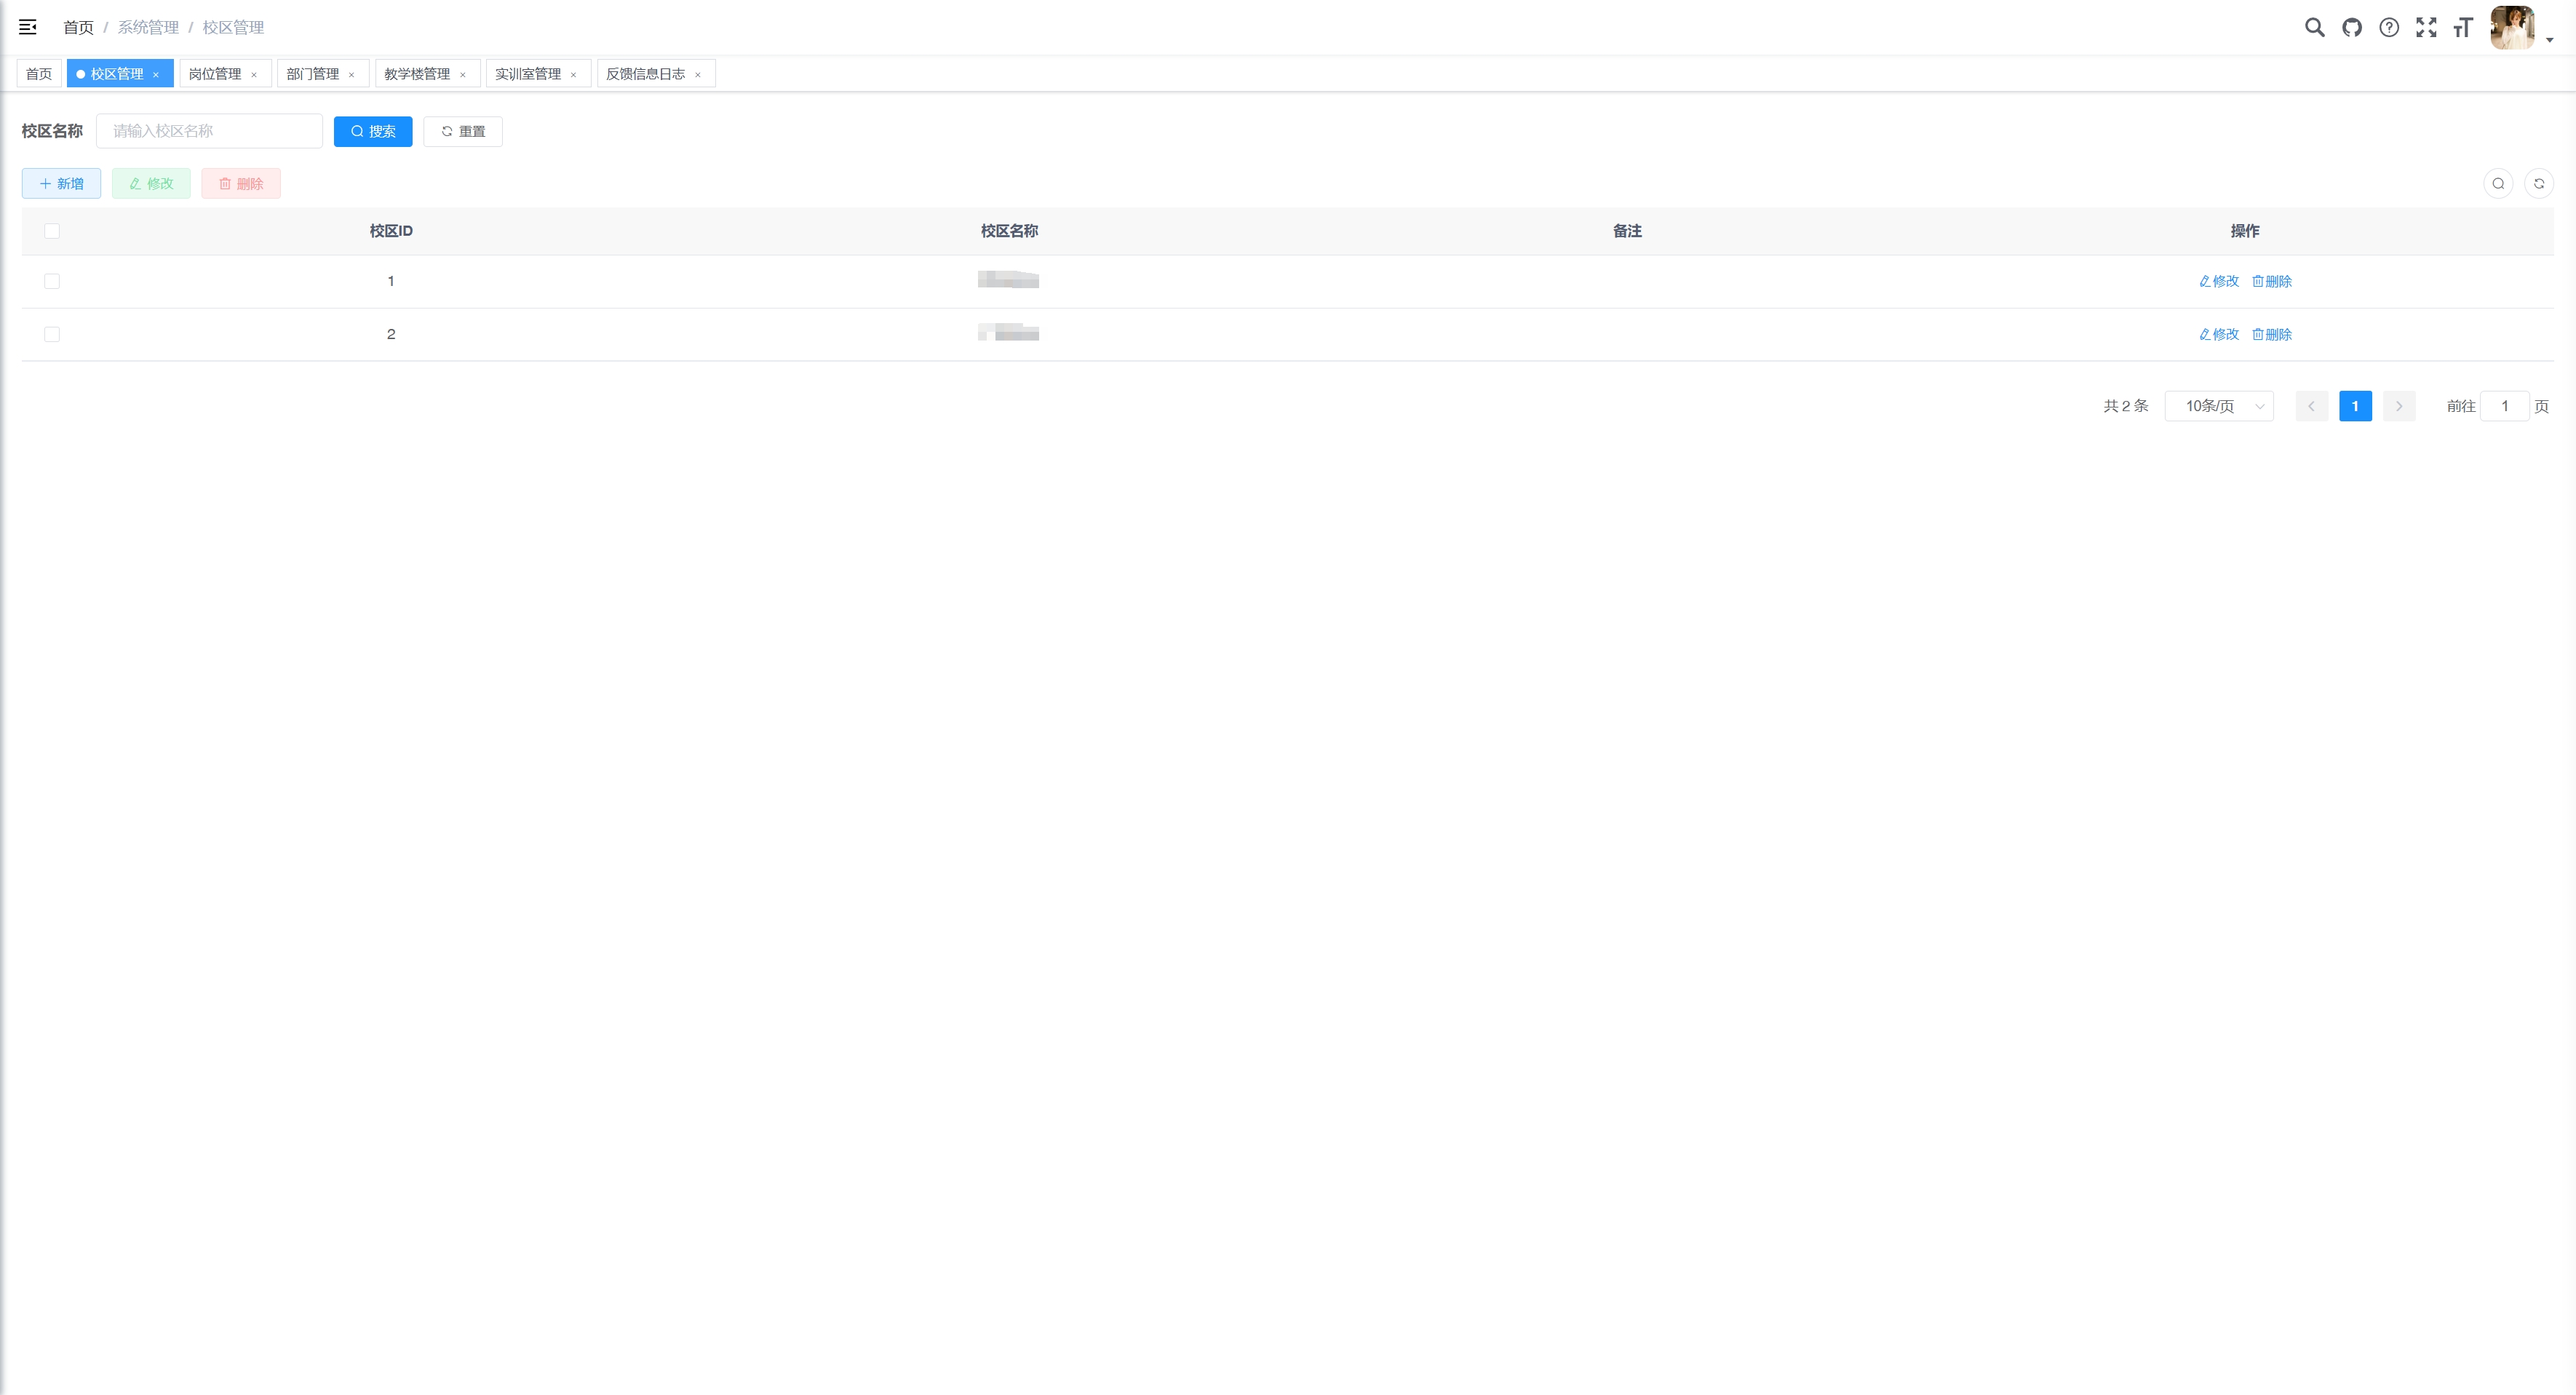 首页 / 系统管理 / 校区管理
首页 校区管理 × 岗位管理 × 部门管理 × 教学楼管理 × 实训室管理 × 反馈信息日志 ×
校区名称 请输入校区名称 搜索 重置
新增 修改 删除
校区ID 校区名称 备注 操作
1 修改 删除
2 修改 删除
共 2 条 10条/页 1 前往 1 页